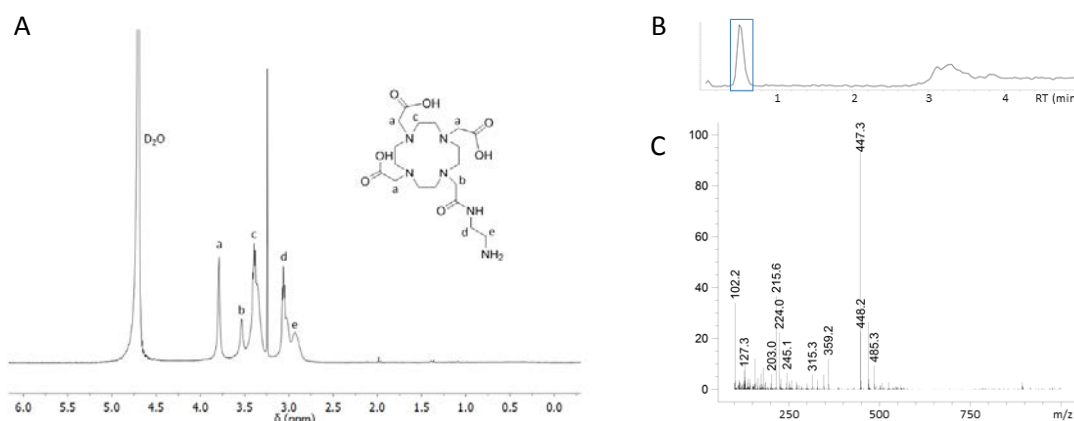 A
D₂O
a
b
c
d
e
OH
O
a
c
a
O
OH
N
N
OH
O
N
N
a
b
O
NH
d
e
NH₂
6.0 5.0 4.5 4.0 3.5 3.0 2.5 2.0 1.5 1.0 0.5 -0.0
δ (ppm)
B
1 2 3 4 RT (min
C
100
80
60
40
20
0
102.2
127.3
203.0
215.6
224.0
245.1
315.3
359.2
447.3
448.2
485.3
250 500 750 m/z